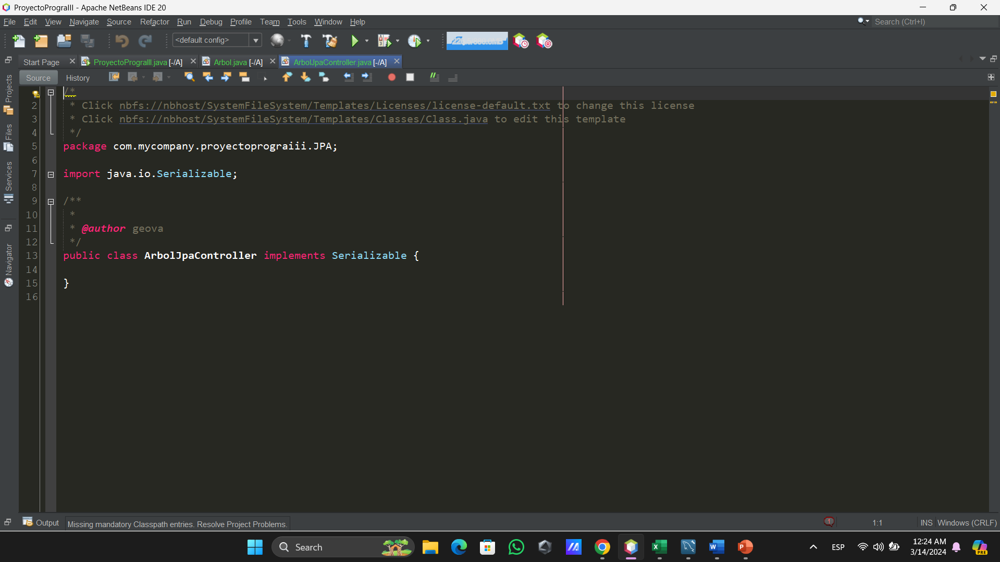 ProyectoPrograIII - Apache NetBeans IDE 20
File Edit View Navigate Source Refactor Run Debug Profile Team Tools Window Help
Search (Ctrl+I)
<default config>
Start Page
ProyectoPrograIII.java [-/A]
Arbol.java [-/A]
ArbolJpaController.java [-/A]
Source History
Projects
Files
Services
Navigator
/*
2 * Click nbfs://nbhost/SystemFileSystem/Templates/Licenses/license-default.txt to change this license
3 * Click nbfs://nbhost/SystemFileSystem/Templates/Classes/Class.java to edit this template
4 */
5 package com.mycompany.proyectoprograiii.JPA;
6
7 import java.io.Serializable;
8
9 /**
10 *
11 * @author geova
12 */
13 public class ArbolJpaController implements Serializable {
14
15 }
16
Output
Missing mandatory Classpath entries. Resolve Project Problems.
1
1:1
INS
Windows (CRLF)
Search
ESP
12:24 AM
3/14/2024
PRE